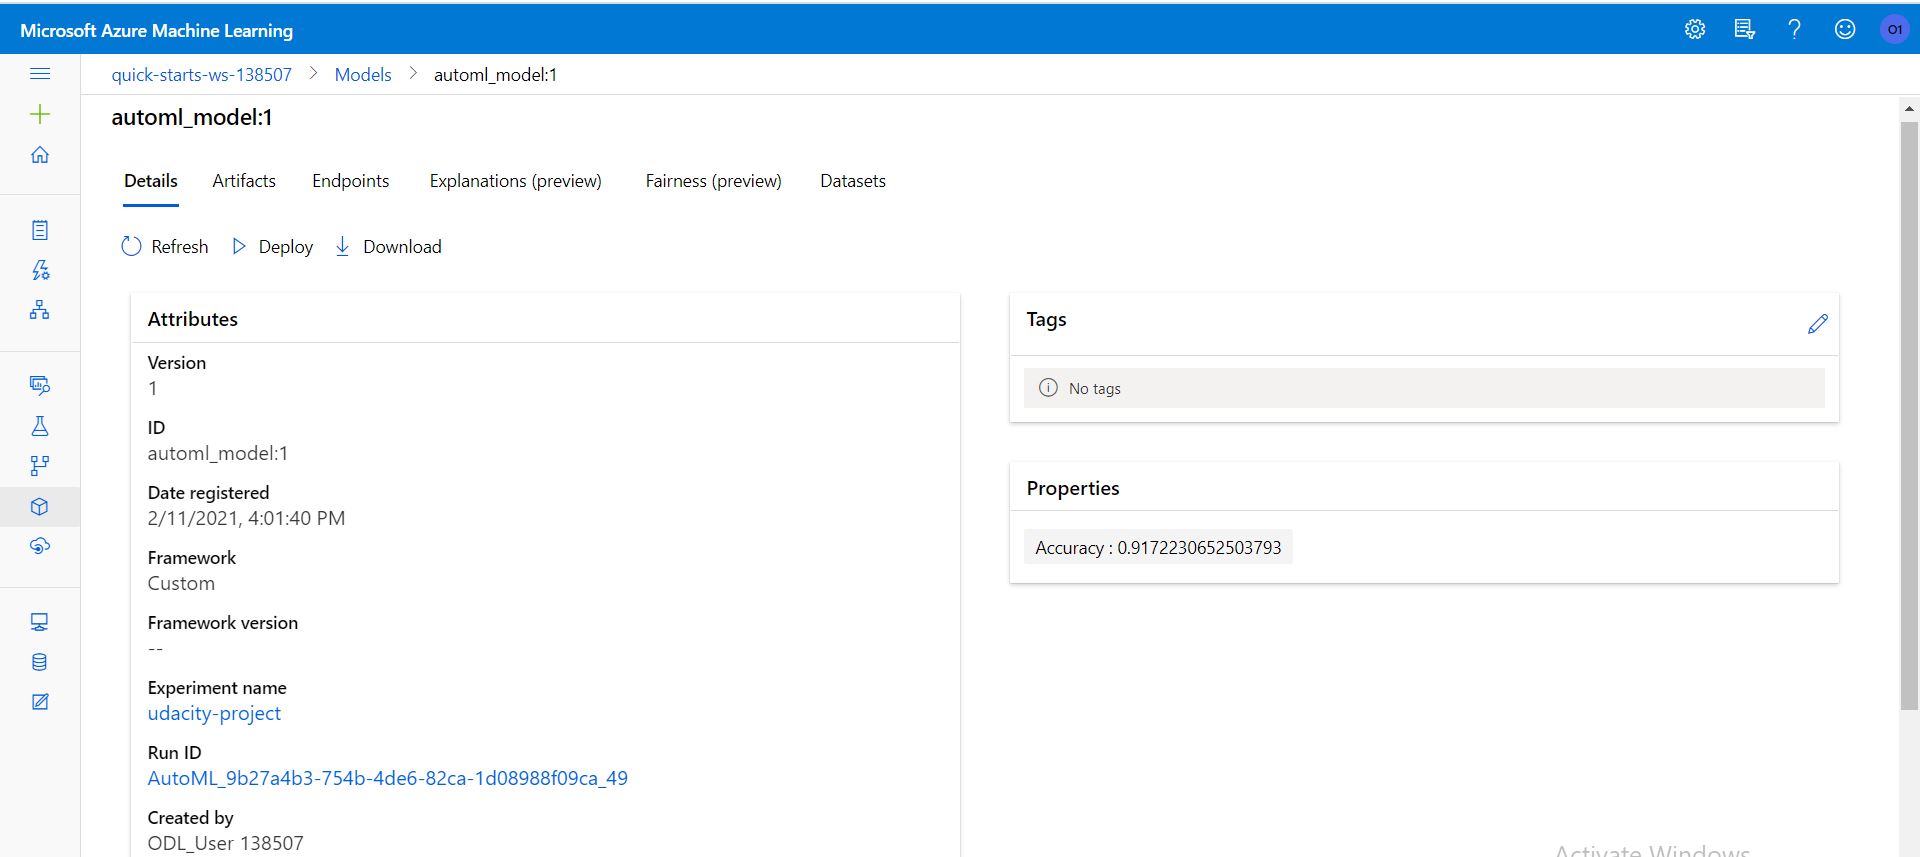 Microsoft Azure Machine Learning
O1
quick-starts-ws-138507 > Models > automl_model:1
automl_model:1
Details Artifacts Endpoints Explanations (preview) Fairness (preview) Datasets
Refresh Deploy Download
Attributes
Version
1
ID
automl_model:1
Date registered
2/11/2021, 4:01:40 PM
Framework
Custom
Framework version
--
Experiment name
udacity-project
Run ID
AutoML_9b27a4b3-754b-4de6-82ca-1d08988f09ca_49
Created by
ODL_User 138507
Tags
No tags
Properties
Accuracy : 0.9172230652503793
Activate Windows